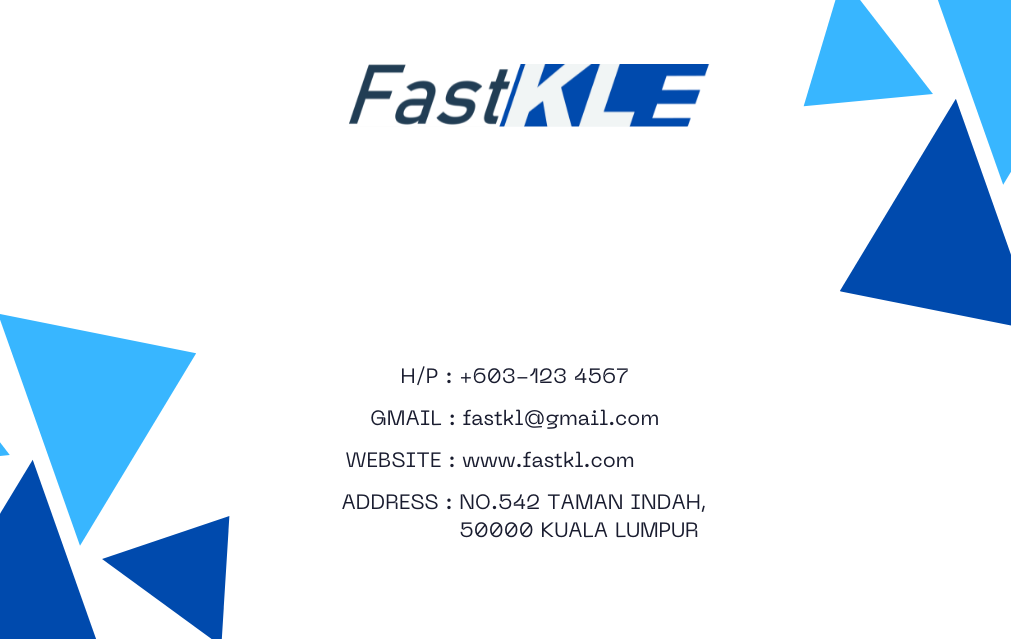 FastKLE
H/P : +603-123 4567
GMAIL : fastkl@gmail.com
WEBSITE : www.fastkl.com
ADDRESS : NO.542 TAMAN INDAH,
50000 KUALA LUMPUR